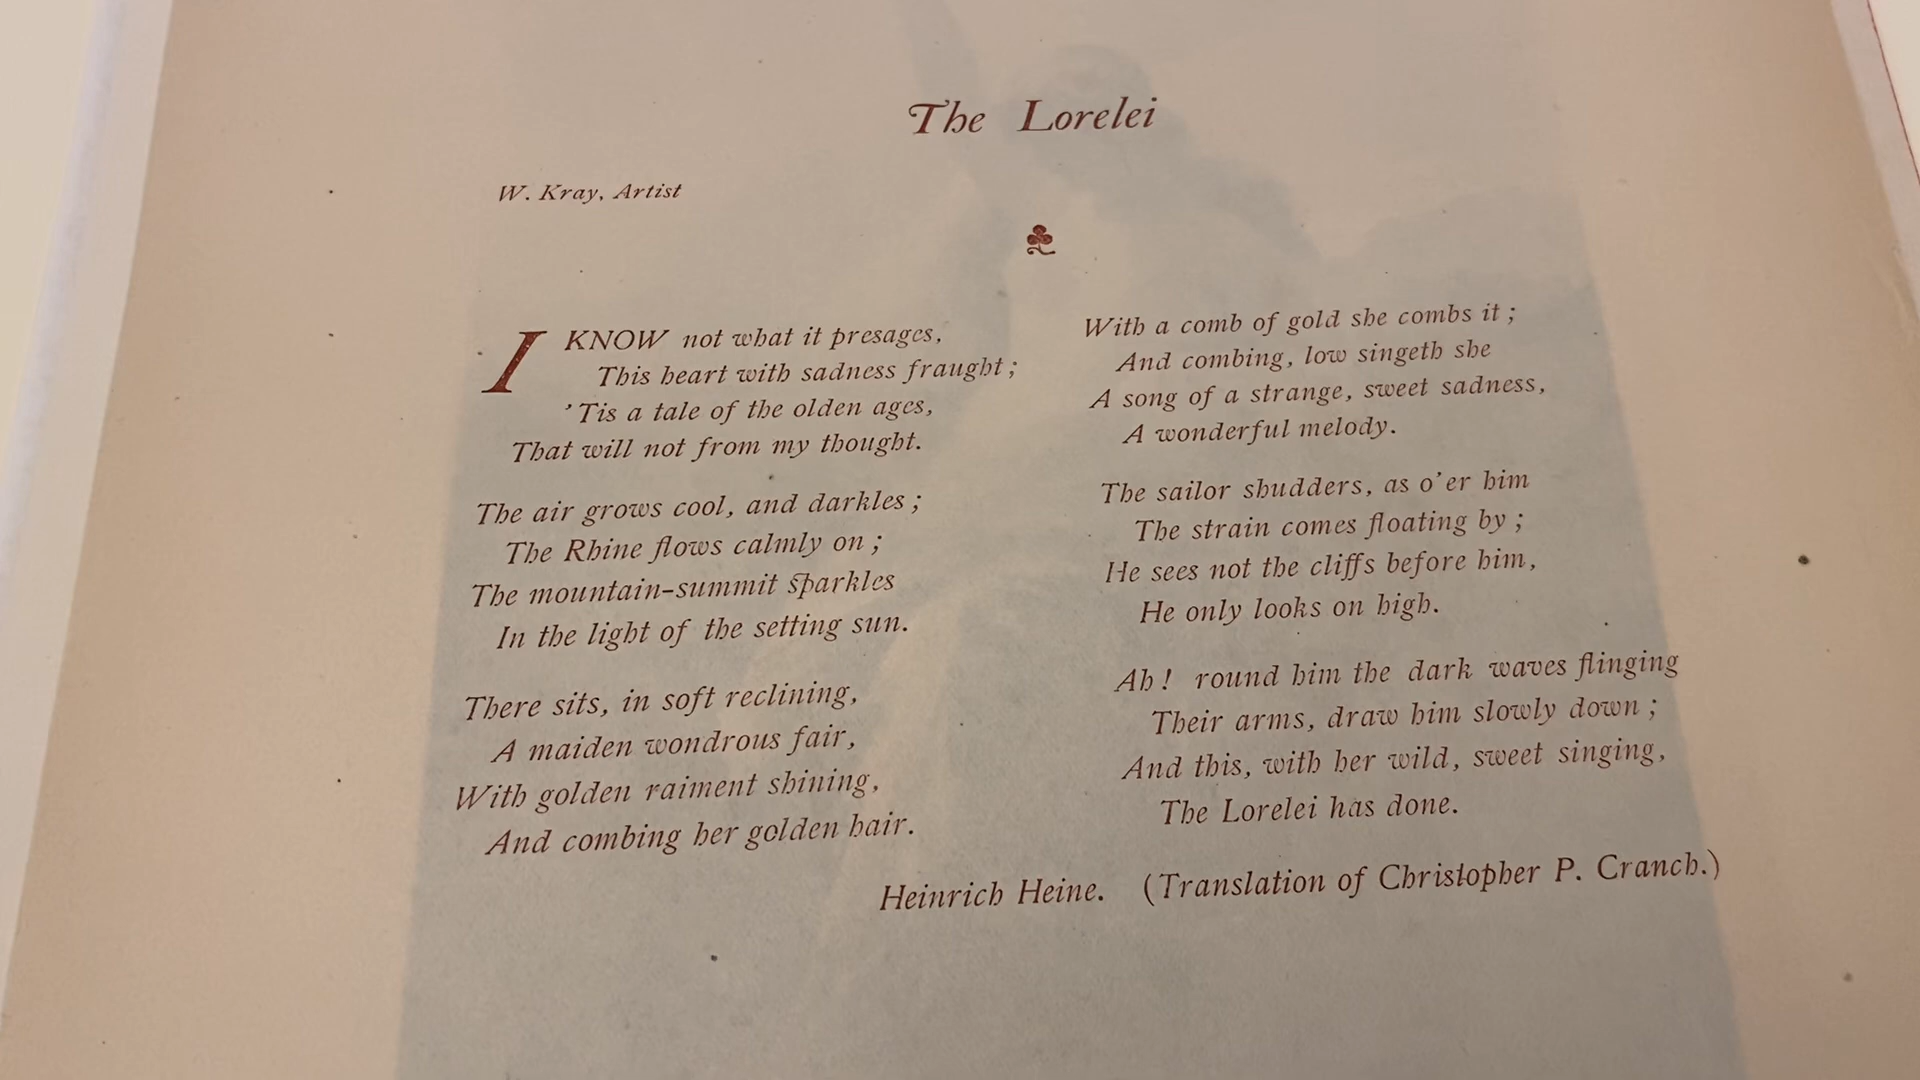 The Lorelei
W. Kray, Artist
I KNOW not what it presages,
This heart with sadness fraught;
'Tis a tale of the olden ages,
That will not from my thought.
The air grows cool, and darkles;
The Rhine flows calmly on;
The mountain-summit sparkles
In the light of the setting sun.
There sits, in soft reclining,
A maiden wondrous fair,
With golden raiment shining,
And combing her golden hair.
With a comb of gold she combs it;
And combing, low singeth she
A song of a strange, sweet sadness,
A wonderful melody.
The sailor shudders, as o'er him
The strain comes floating by;
He sees not the cliffs before him,
He only looks on high.
Ah! round him the dark waves flinging
Their arms, draw him slowly down;
And this, with her wild, sweet singing,
The Lorelei has done.
Heinrich Heine. (Translation of Christopher P. Cranch.)